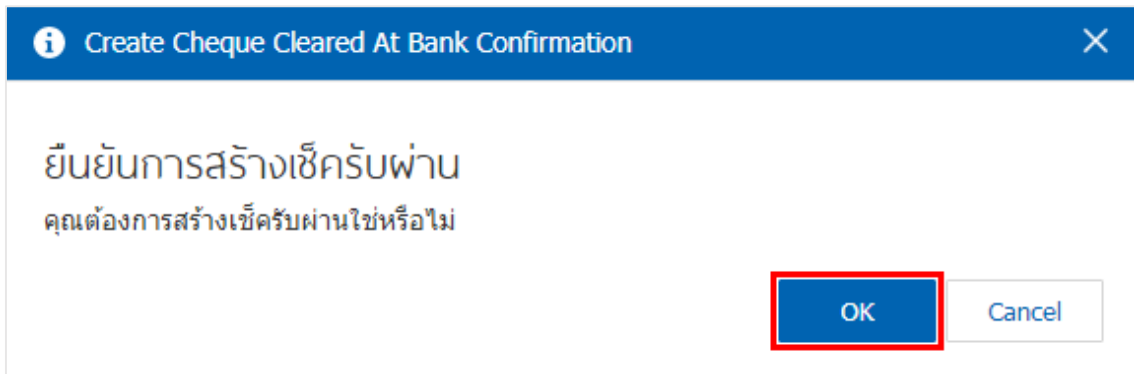 Create Cheque Cleared At Bank Confirmation
ยืนยันการสร้างเช็ครับผ่าน
คุณต้องการสร้างเช็ครับผ่านใช่หรือไม่
OK Cancel